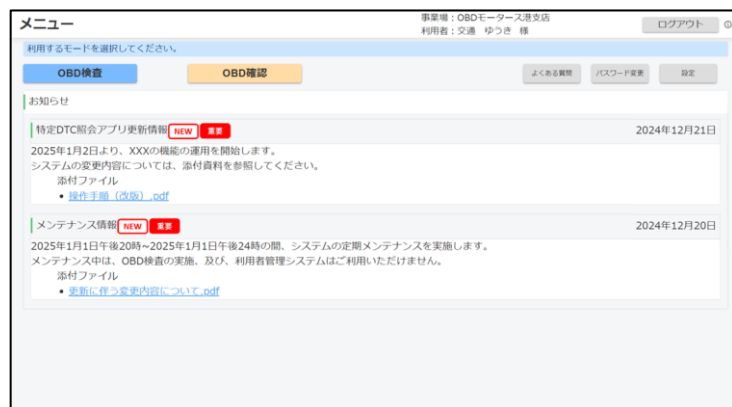 メニュー
事業場：OBDモータース港支店
利用者：交通 ゆうき 様
ログアウト
利用するモードを選択してください。
OBD検査
OBD確認
よくある質問
パスワード変更
設定
お知らせ
特定DTC照会アプリ更新情報 NEW 重要 2024年12月21日
2025年1月2日より、XXXの機能の運用を開始します。
システムの変更内容については、添付資料を参照してください。
添付ファイル
• 操作手順（改版）.pdf
メンテナンス情報 NEW 重要 2024年12月20日
2025年1月1日午後20時~2025年1月1日午後24時の間、システムの定期メンテナンスを実施します。
メンテナンス中は、OBD検査の実施、及び、利用者管理システムはご利用いただけません。
添付ファイル
• 更新に伴う変更内容について.pdf